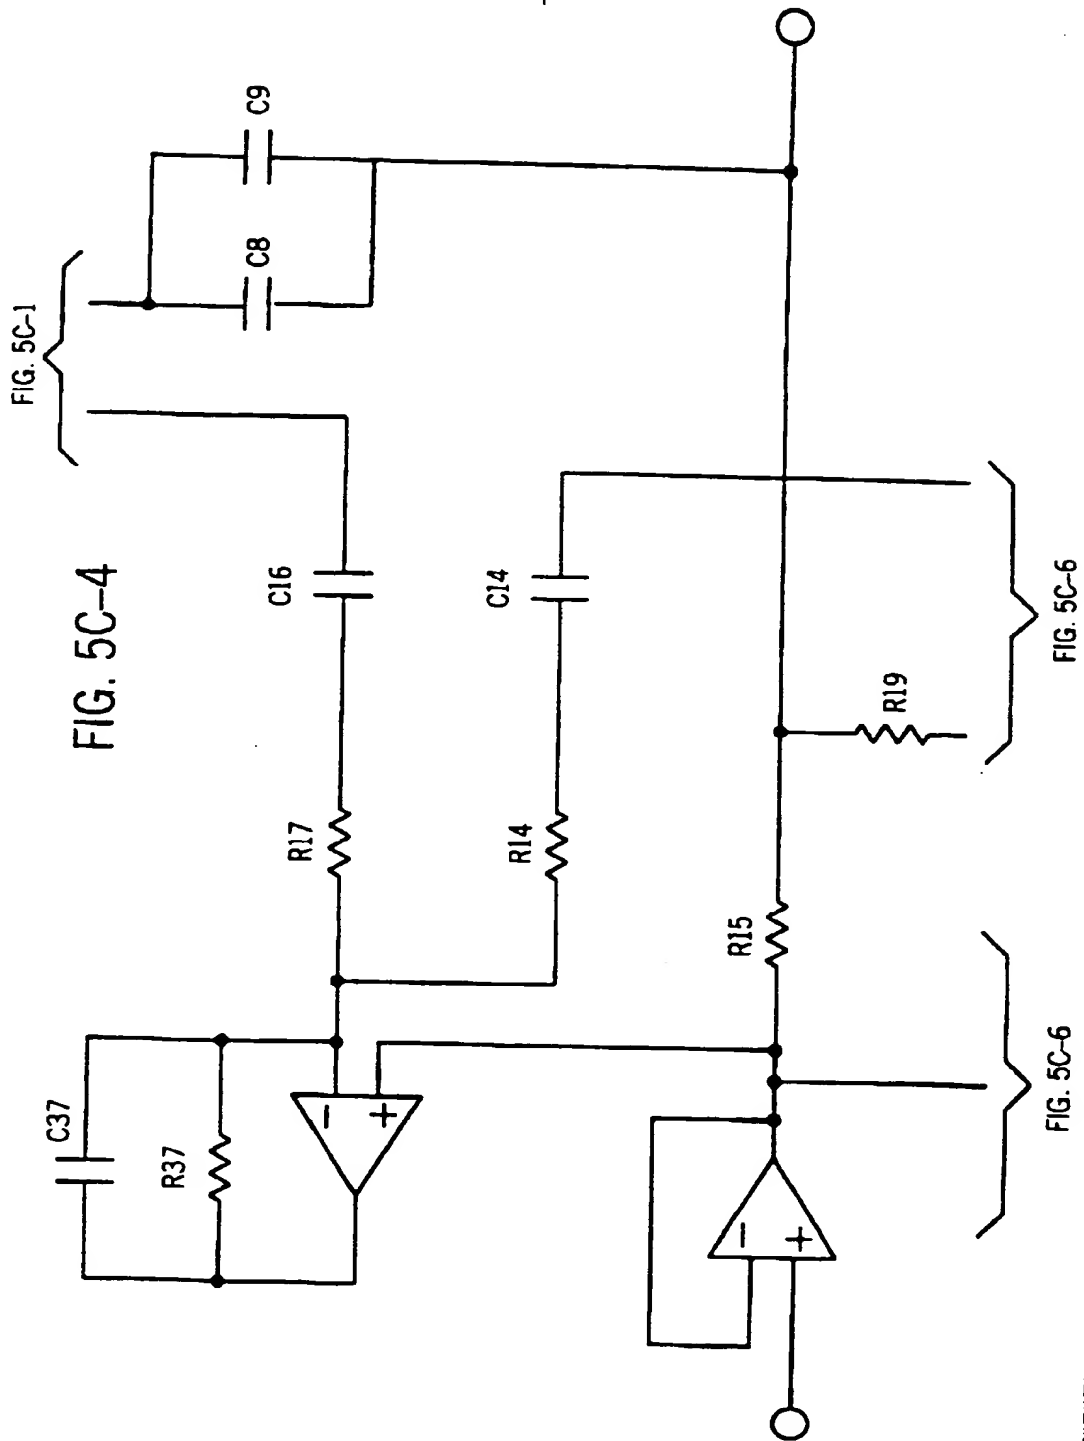 FIG. 5C-1
C9
C8
FIG. 5C-4
C16
C14
R17
R14
R19
R15
C37
R37
−
+
−
+
FIG. 5C-6
FIG. 5C-6